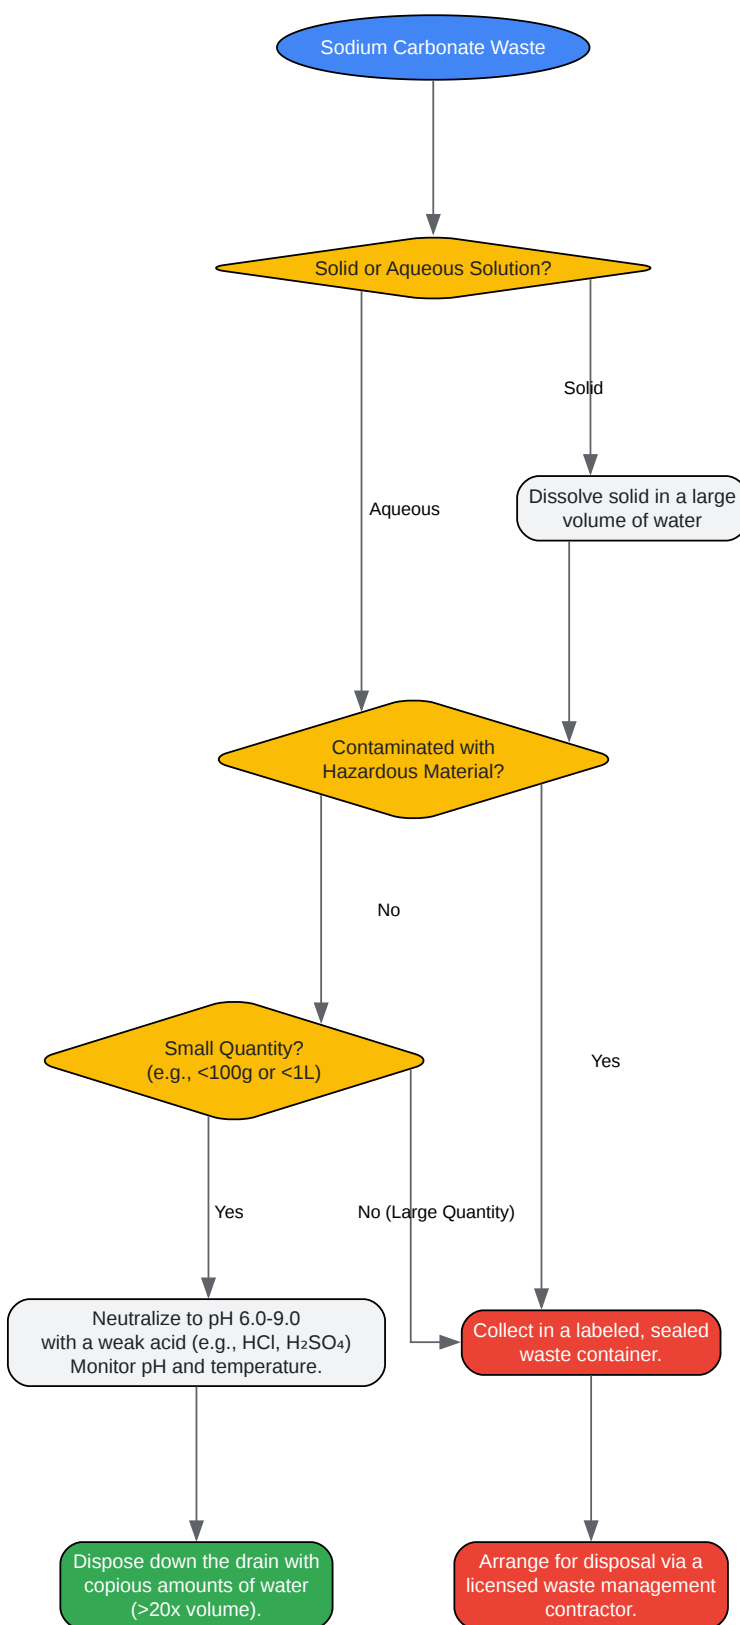 Sodium Carbonate Waste
Solid or Aqueous Solution?
Solid
Dissolve solid in a large
volume of water
Aqueous
Contaminated with
Hazardous Material?
No
Small Quantity?
(e.g., <100g or <1L)
Yes
Yes
No (Large Quantity)
Neutralize to pH 6.0-9.0
with a weak acid (e.g., HCl, H₂SO₄)
Monitor pH and temperature.
Collect in a labeled, sealed
waste container.
Dispose down the drain with
copious amounts of water
(>20x volume).
Arrange for disposal via a
licensed waste management
contractor.